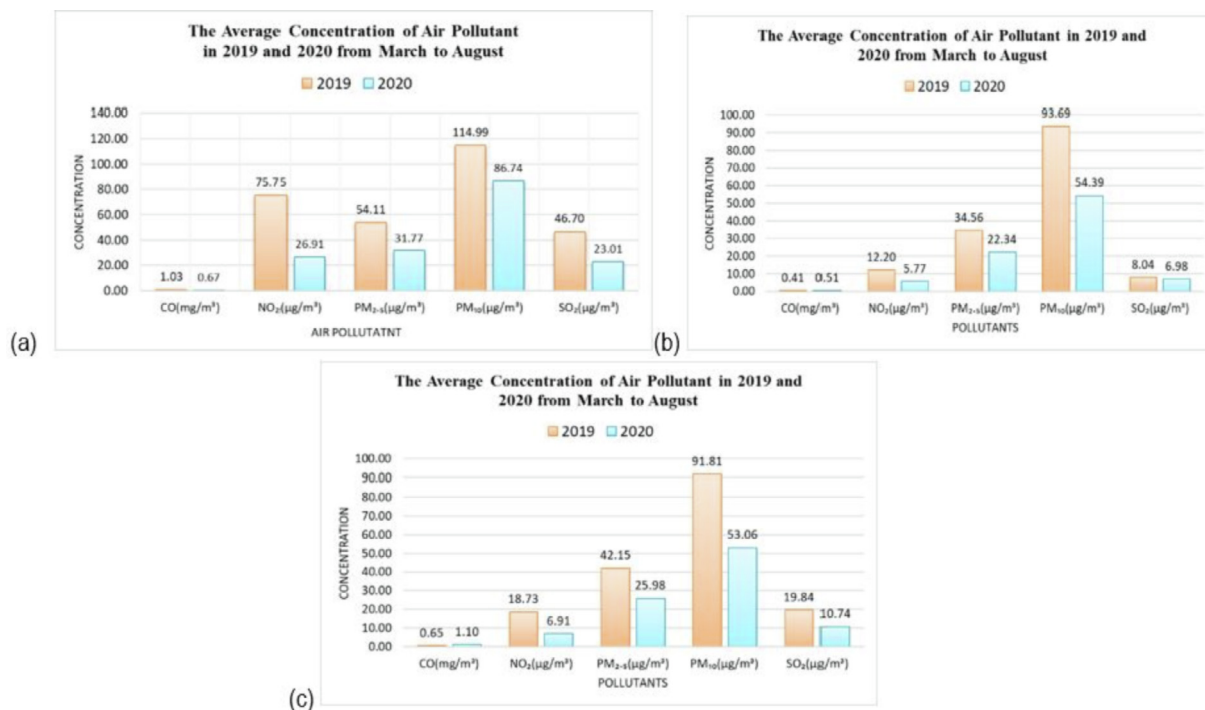 The Average Concentration of Air Pollutant
in 2019 and 2020 from March to August
2019 2020
CONCENTRATION
140.00
120.00
100.00
80.00
60.00
40.00
20.00
0.00
1.03 0.67
75.75 26.91
54.11 31.77
114.99 86.74
46.70 23.01
CO(mg/m³) NO₂(µg/m³) PM₂.₅(µg/m³) PM₁₀(µg/m³) SO₂(µg/m³)
AIR POLLUTATNT
(a)
The Average Concentration of Air Pollutant in 2019 and
2020 from March to August
2019 2020
CONCENTRATION
100.00
90.00
80.00
70.00
60.00
50.00
40.00
30.00
20.00
10.00
0.00
0.41 0.51
12.20 5.77
34.56 22.34
93.69 54.39
8.04 6.98
CO(mg/m³) NO₂(µg/m³) PM₂.₅(µg/m³) PM₁₀(µg/m³) SO₂(µg/m³)
POLLUTANTS
(b)
The Average Concentration of Air Pollutant in 2019 and
2020 from March to August
2019 2020
CONCENTRATION
100.00
90.00
80.00
70.00
60.00
50.00
40.00
30.00
20.00
10.00
0.00
0.65 1.10
18.73 6.91
42.15 25.98
91.81 53.06
19.84 10.74
CO(mg/m³) NO₂(µg/m³) PM₂.₅(µg/m³) PM₁₀(µg/m³) SO₂(µg/m³)
POLLUTANTS
(c)